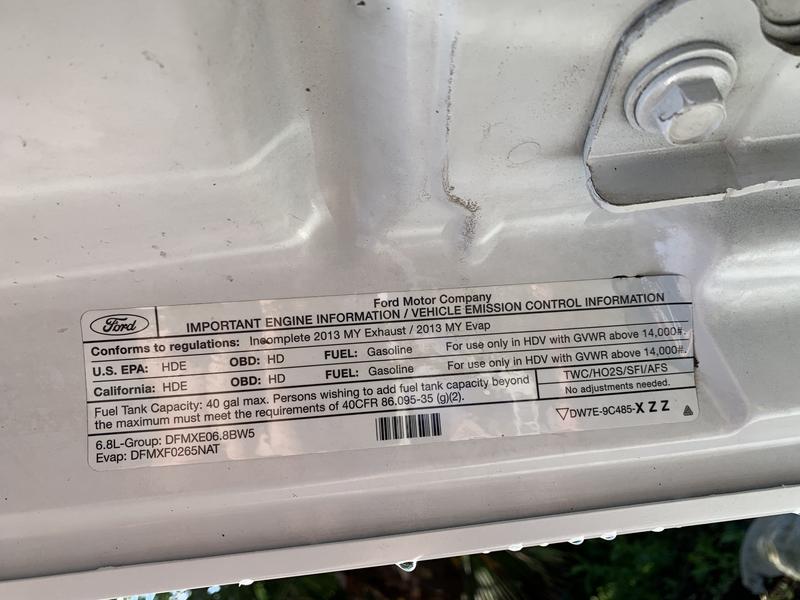 Ford
Ford Motor Company
IMPORTANT ENGINE INFORMATION / VEHICLE EMISSION CONTROL INFORMATION
Conforms to regulations: Incomplete 2013 MY Exhaust / 2013 MY Evap
U.S. EPA: HDE OBD: HD FUEL: Gasoline For use only in HDV with GVWR above 14,000#.
California: HDE OBD: HD FUEL: Gasoline For use only in HDV with GVWR above 14,000#.
Fuel Tank Capacity: 40 gal max. Persons wishing to add fuel tank capacity beyond
the maximum must meet the requirements of 40CFR 86.095-35 (g)(2).
TWC/HO2S/SFI/AFS
No adjustments needed.
6.8L-Group: DFMXE06.8BW5
Evap: DFMXF0265NAT
DW7E-9C485-XZZ